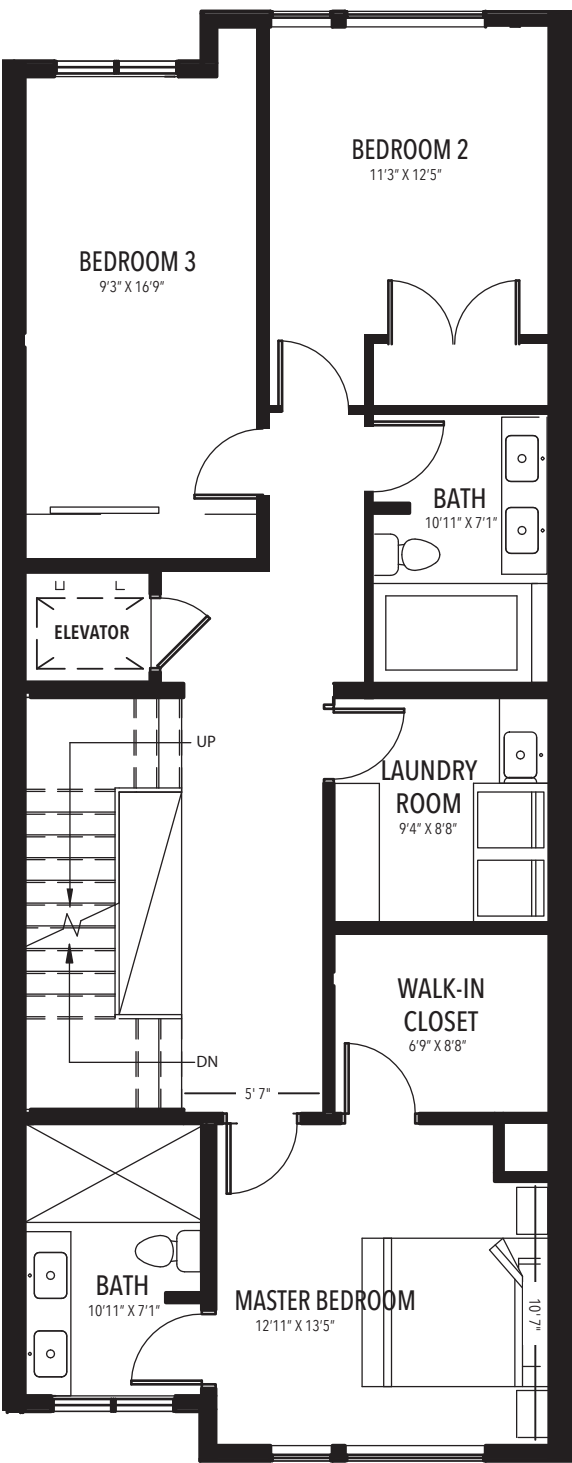 BEDROOM 2
11'3" X 12'5"
BEDROOM 3
9'3" X 16'9"
BATH
10'11" X 7'1"
ELEVATOR
UP
LAUNDRY
ROOM
9'4" X 8'8"
WALK-IN
CLOSET
6'9" X 8'8"
DN
5' 7"
BATH
10'11" X 7'1"
MASTER BEDROOM
12'11" X 13'5"
10' 7"